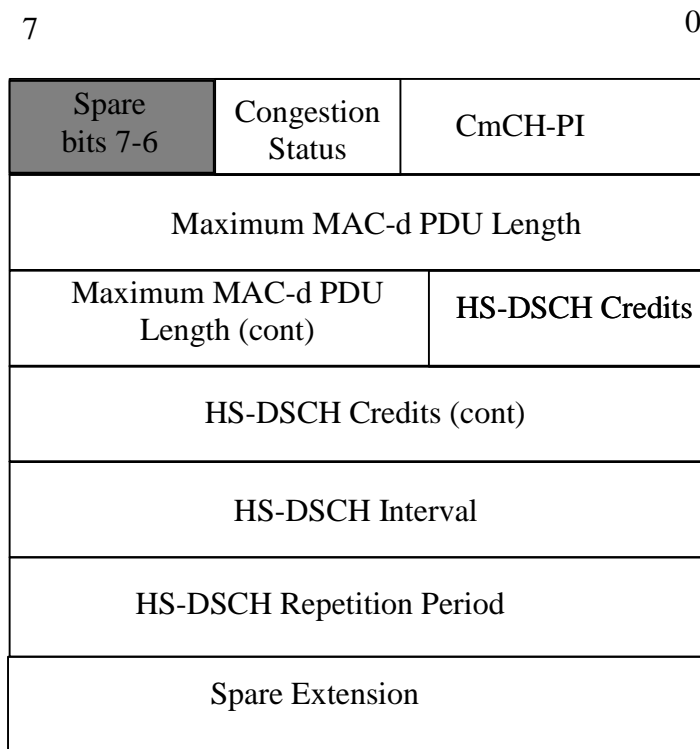 7 0
Spare
bits 7-6
Congestion
Status
CmCH-PI
Maximum MAC-d PDU Length
Maximum MAC-d PDU
Length (cont)
HS-DSCH Credits
HS-DSCH Credits (cont)
HS-DSCH Interval
HS-DSCH Repetition Period
Spare Extension